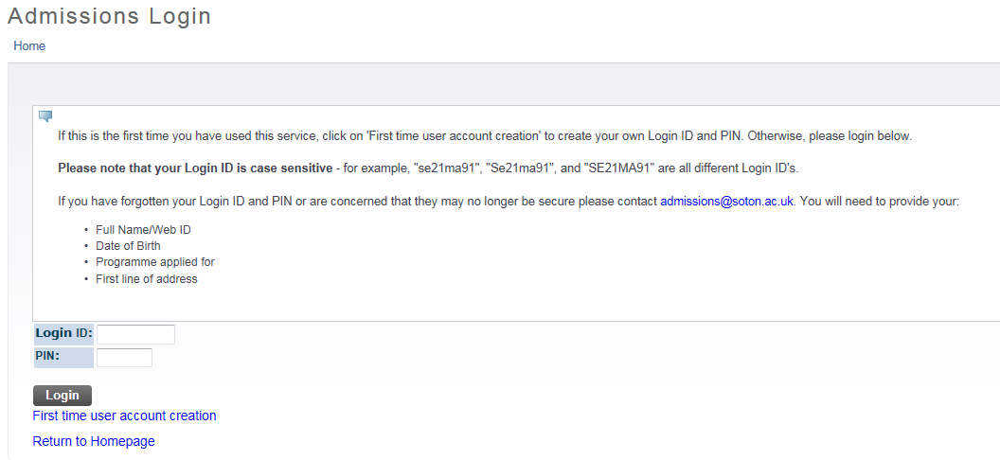 Admissions Login
Home
If this is the first time you have used this service, click on 'First time user account creation' to create your own Login ID and PIN. Otherwise, please login below.
Please note that your Login ID is case sensitive - for example, "se21ma91", "Se21ma91", and "SE21MA91" are all different Login ID's.
If you have forgotten your Login ID and PIN or are concerned that they may no longer be secure please contact admissions@soton.ac.uk. You will need to provide your:
• Full Name/Web ID
• Date of Birth
• Programme applied for
• First line of address
Login ID:
PIN:
Login
First time user account creation
Return to Homepage